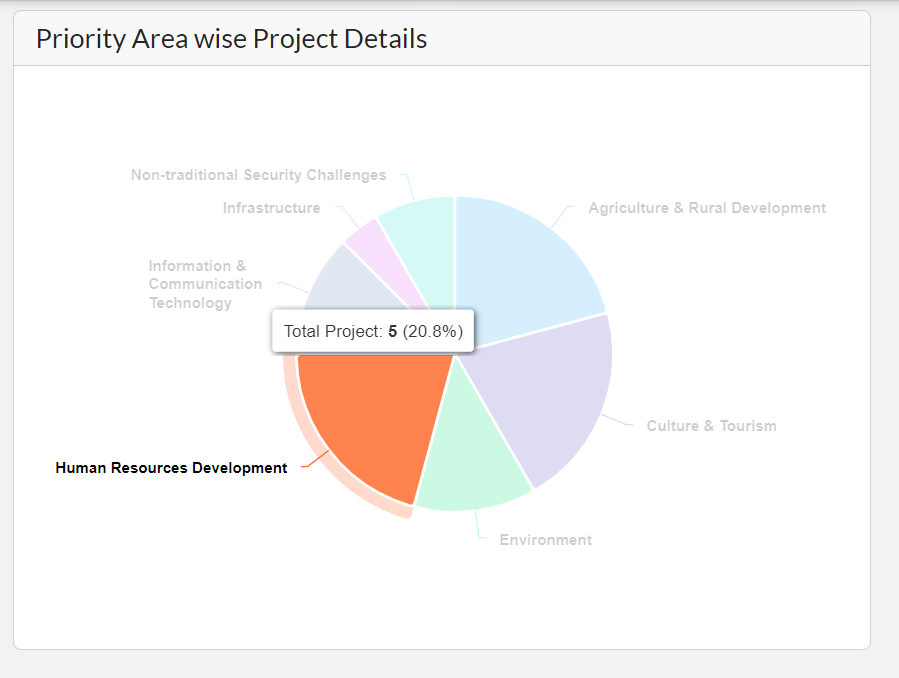 Priority Area wise Project Details
Non-traditional Security Challenges
Infrastructure
Agriculture & Rural Development
Information &
Communication
Technology
Total Project: 5 (20.8%)
Culture & Tourism
Human Resources Development
Environment